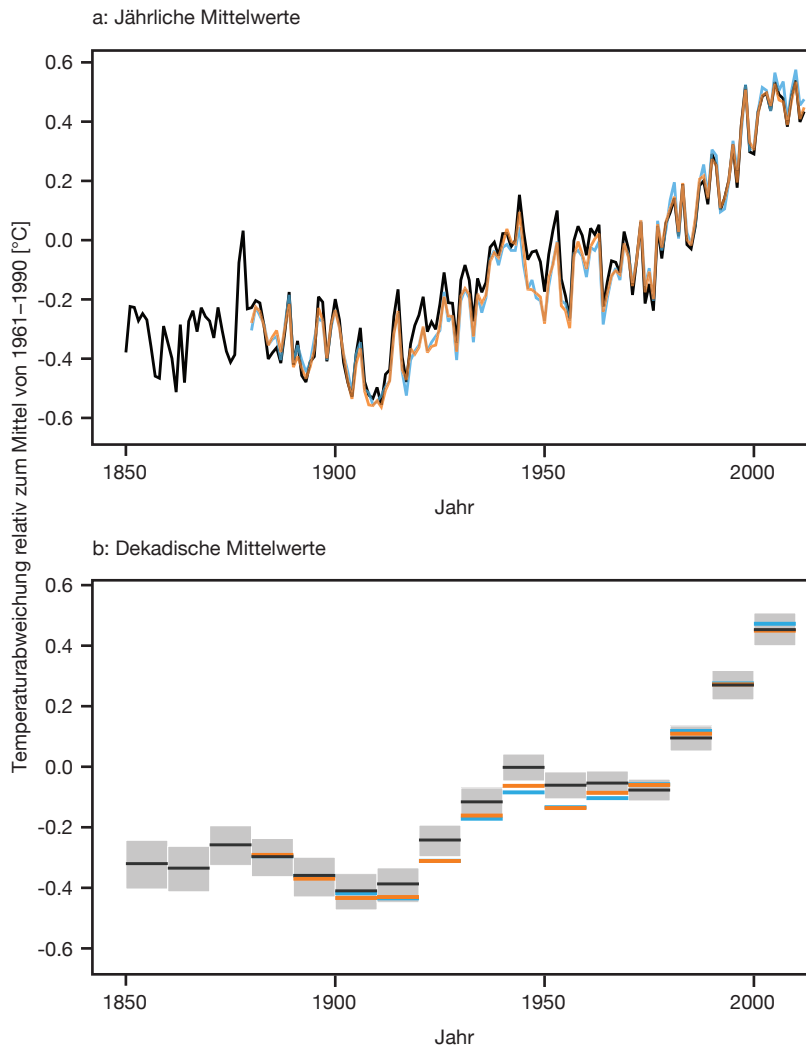 a: Jährliche Mittelwerte
0.6
0.4
0.2
0.0
-0.2
-0.4
-0.6
1850 1900 1950 2000
Jahr
Temperaturabweichung relativ zum Mittel von 1961–1990 [°C]
b: Dekadische Mittelwerte
0.6
0.4
0.2
0.0
-0.2
-0.4
-0.6
1850 1900 1950 2000
Jahr